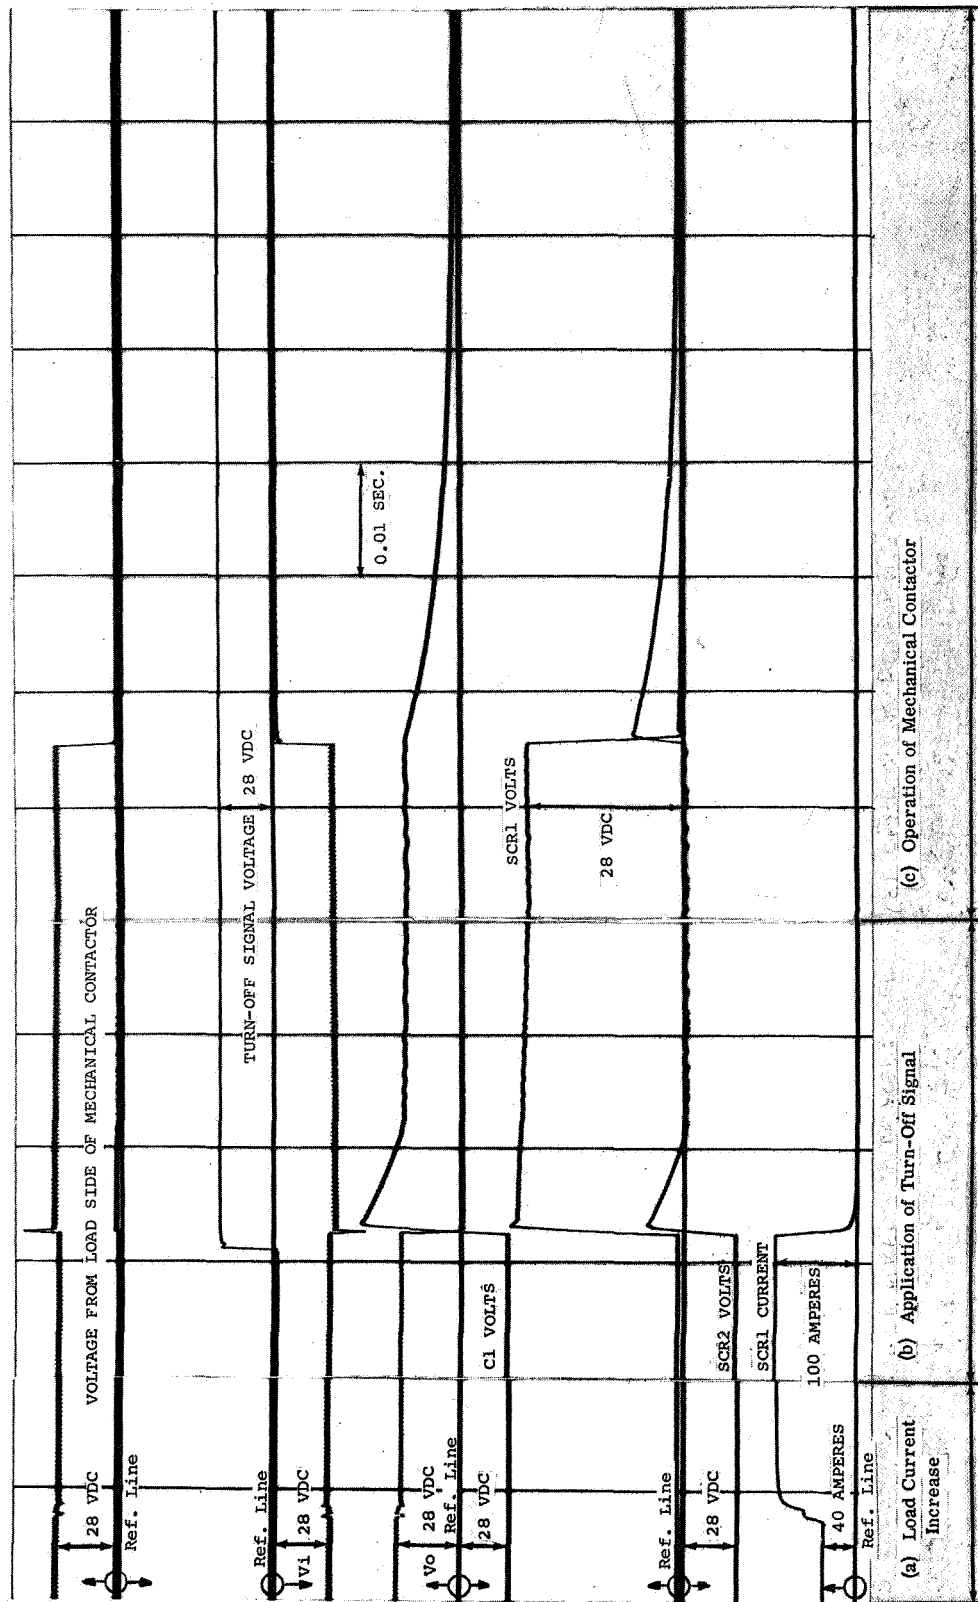 28 VDC
VOLTAGE FROM LOAD SIDE OF MECHANICAL CONTACTOR
Ref. Line
TURN-OFF SIGNAL VOLTAGE 28 VDC
Ref. Line
Vi
28 VDC
0.01 SEC.
Vo
28 VDC
Ref. Line
28 VDC
C1 VOLTS
SCR1 VOLTS
28 VDC
Ref. Line
28 VDC
SCR2 VOLTS
SCR1 CURRENT
100 AMPERES
40 AMPERES
Ref. Line
(a) Load Current
Increase
(b) Application of Turn-Off Signal
(c) Operation of Mechanical Contactor